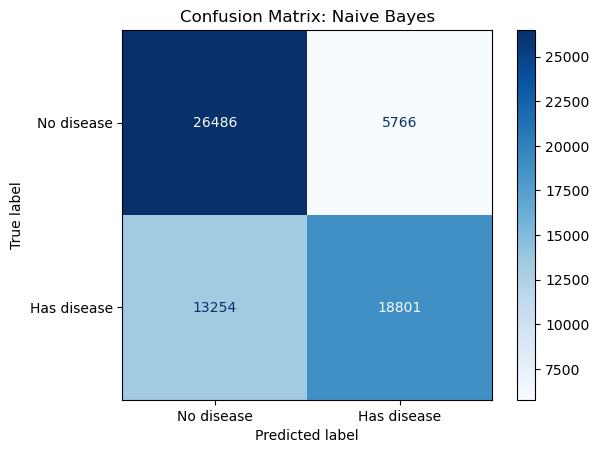 Confusion Matrix: Naive Bayes
True label
No disease
Has disease
26486 5766
13254 18801
No disease Has disease
Predicted label
25000
22500
20000
17500
15000
12500
10000
7500